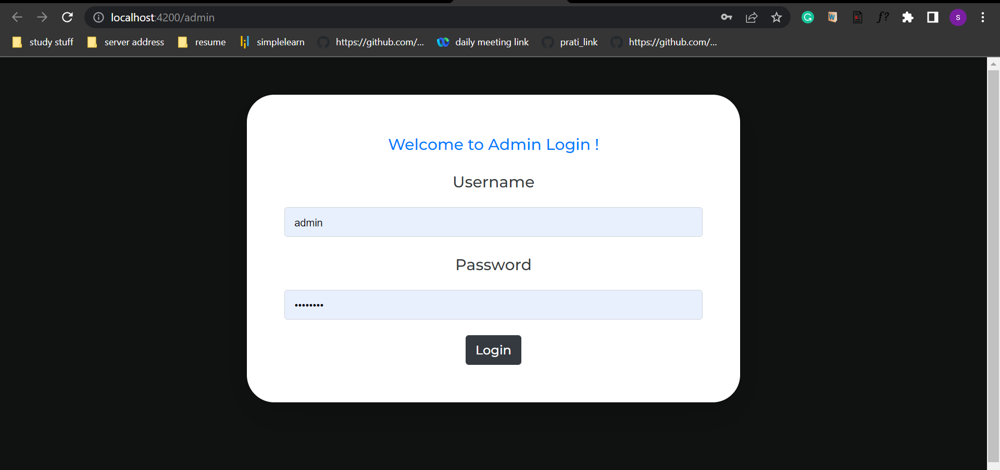 localhost:4200/admin
study stuff server address resume simplelearn https://github.com/... daily meeting link prati_link https://github.com/...
Welcome to Admin Login !
Username
admin
Password
••••••••
Login